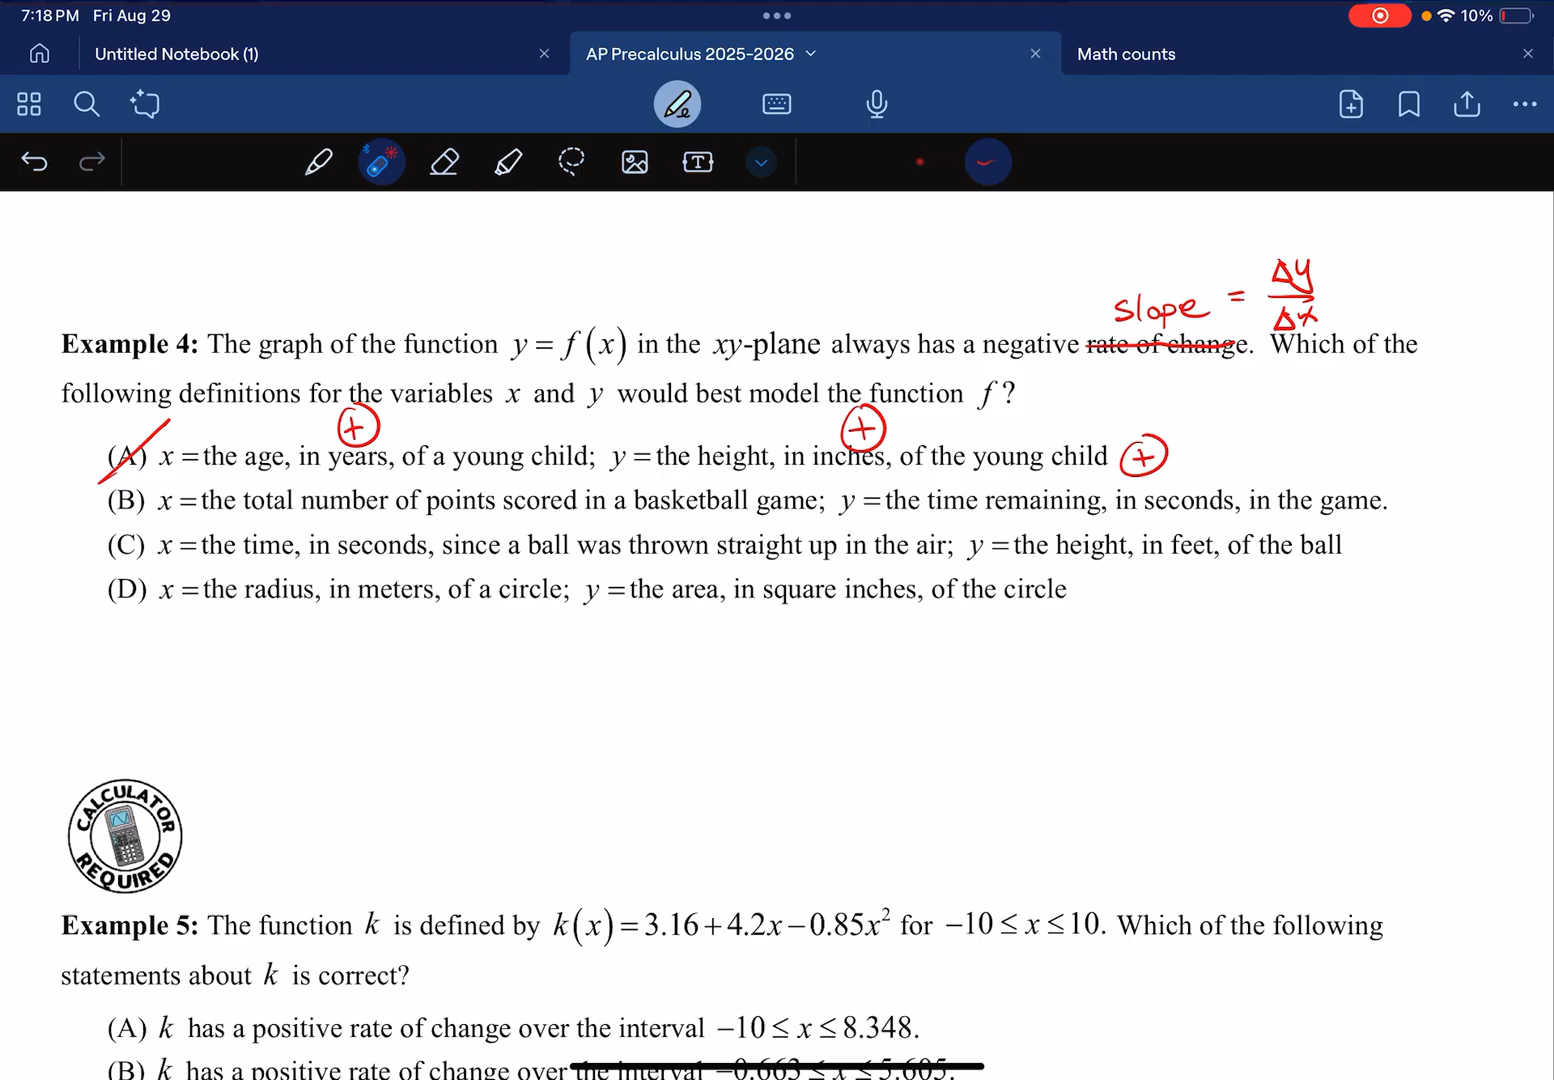 7:18 PM Fri Aug 29
10%
Untitled Notebook (1)
AP Precalculus 2025-2026
Math counts
T
slope = Δy/Δx
Example 4: The graph of the function y = f(x) in the xy-plane always has a negative rate of change. Which of the
following definitions for the variables x and y would best model the function f?
+ +
(A) x = the age, in years, of a young child; y = the height, in inches, of the young child +
(B) x = the total number of points scored in a basketball game; y = the time remaining, in seconds, in the game.
(C) x = the time, in seconds, since a ball was thrown straight up in the air; y = the height, in feet, of the ball
(D) x = the radius, in meters, of a circle; y = the area, in square inches, of the circle
CALCULATOR
REQUIRED
Example 5: The function k is defined by k(x) = 3.16 + 4.2x − 0.85x² for −10 ≤ x ≤ 10. Which of the following
statements about k is correct?
(A) k has a positive rate of change over the interval −10 ≤ x ≤ 8.348.
(B) k has a positive rate of change over the interval −0.663 ≤ x ≤ 5.605.